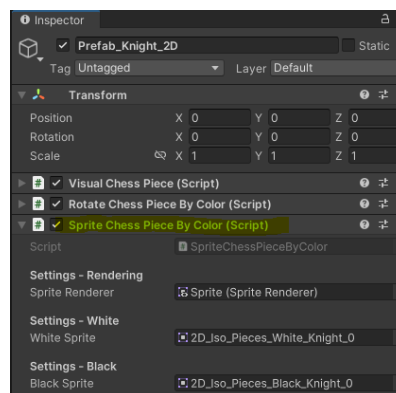 Inspector
Prefab_Knight_2D Static
Tag Untagged Layer Default
Transform
Position X 0 Y 0 Z 0
Rotation X 0 Y 0 Z 0
Scale X 1 Y 1 Z 1
# Visual Chess Piece (Script)
# Rotate Chess Piece By Color (Script)
# Sprite Chess Piece By Color (Script)
Script SpriteChessPieceByColor
Settings - Rendering
Sprite Renderer Sprite (Sprite Renderer)
Settings - White
White Sprite 2D_Iso_Pieces_White_Knight_0
Settings - Black
Black Sprite 2D_Iso_Pieces_Black_Knight_0